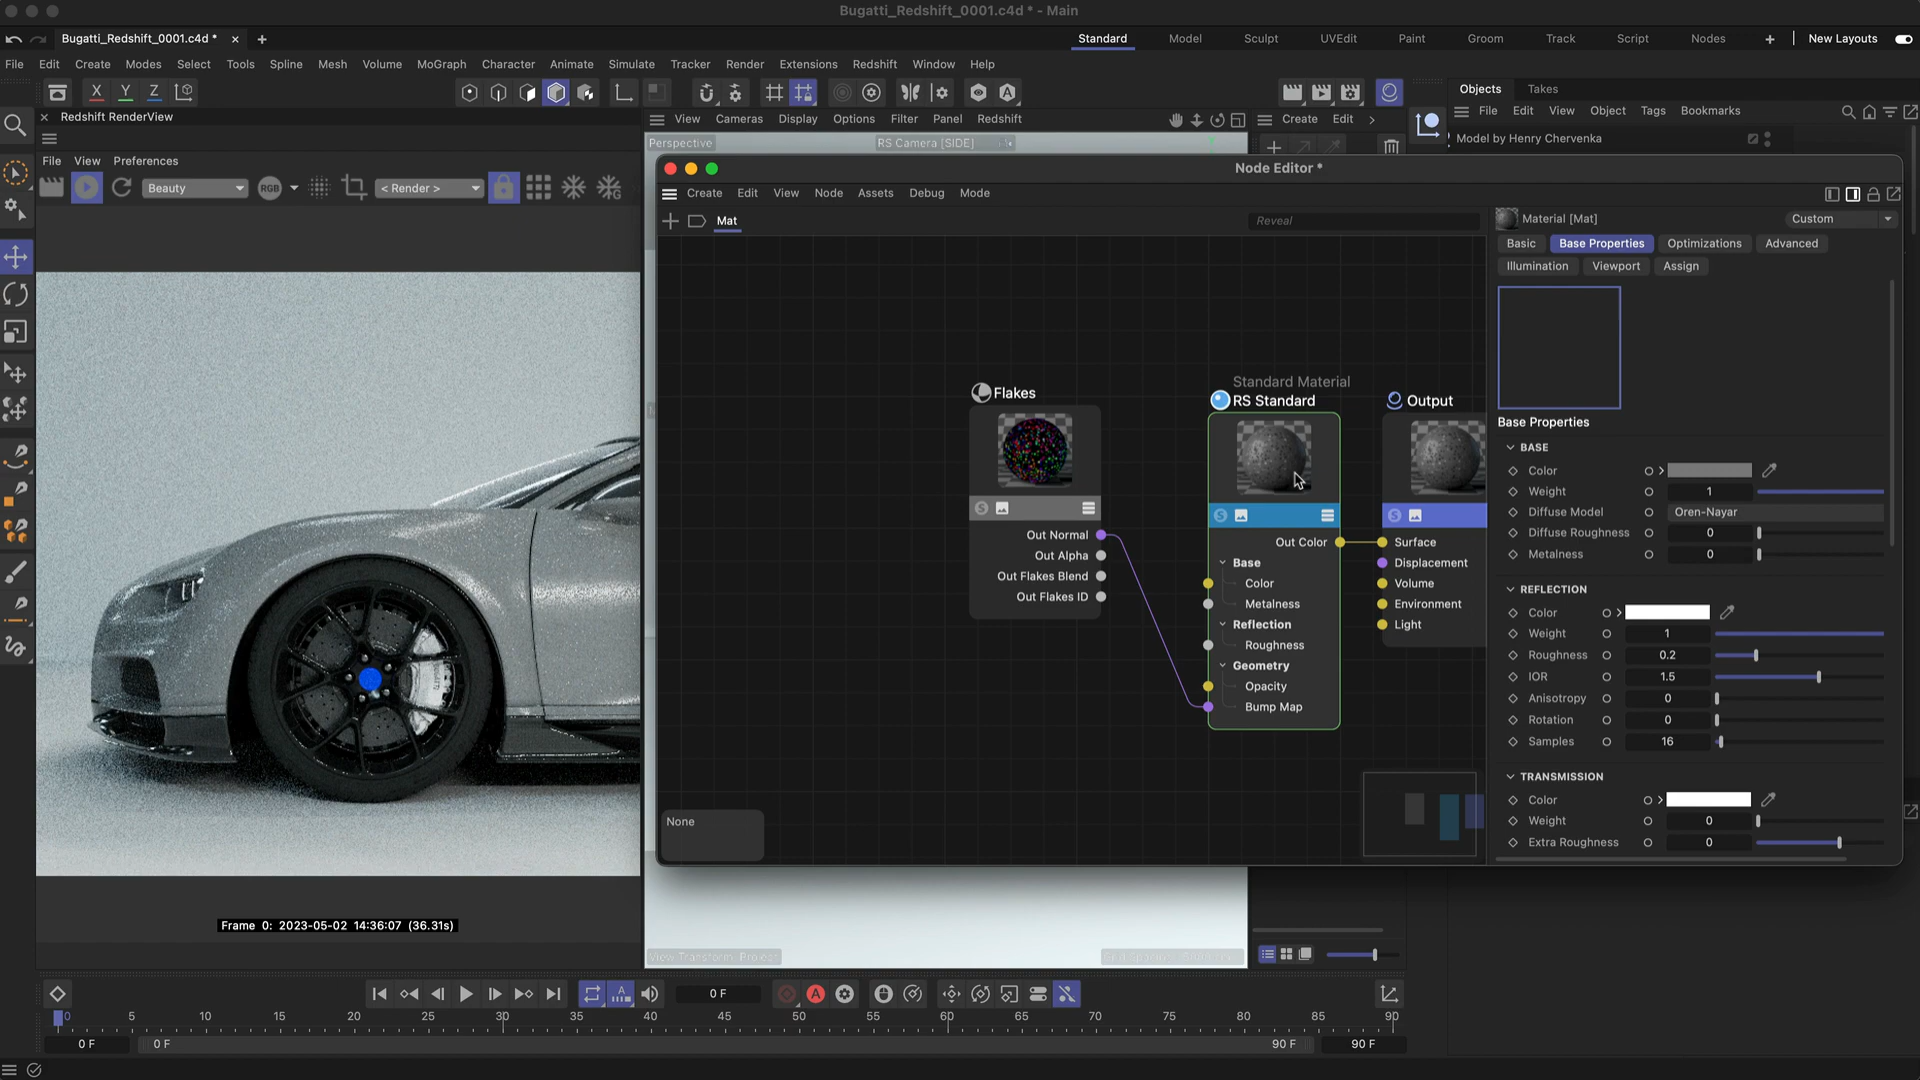 Bugatti_Redshift_0001.c4d * - Main
Bugatti_Redshift_0001.c4d *
Standard
Model
Sculpt
UVEdit
Paint
Groom
Track
Script
Nodes
New Layouts
File Edit Create Modes Select Tools Spline Mesh Volume MoGraph Character Animate Simulate Tracker Render Extensions Redshift Window Help
X Y Z
Objects Takes
File Edit View Object Tags Bookmarks
Model by Henry Chervenka
Redshift RenderView
File View Preferences
Beauty
RGB
< Render >
View Cameras Display Options Filter Panel Redshift
Create Edit
Perspective
RS Camera [SIDE]
Node Editor *
Create Edit View Node Assets Debug Mode
Mat
Reveal
Flakes
Out Normal
Out Alpha
Out Flakes Blend
Out Flakes ID
Standard Material
RS Standard
Out Color
Base
Color
Metalness
Reflection
Roughness
Geometry
Opacity
Bump Map
Output
Surface
Displacement
Volume
Environment
Light
None
Material [Mat]
Custom
Basic Base Properties Optimizations Advanced
Illumination Viewport Assign
Base Properties
BASE
Color
Weight 1
Diffuse Model Oren-Nayar
Diffuse Roughness 0
Metalness 0
REFLECTION
Color
Weight 1
Roughness 0.2
IOR 1.5
Anisotropy 0
Rotation 0
Samples 16
TRANSMISSION
Color
Weight 0
Extra Roughness 0
Frame 0: 2023-05-02 14:36:07 (36.31s)
View Transform: Project
0 F
0 5 10 15 20 25 30 35 40 45 50 55 60 65 70 75 80 85 90
0 F 0 F 90 F 90 F